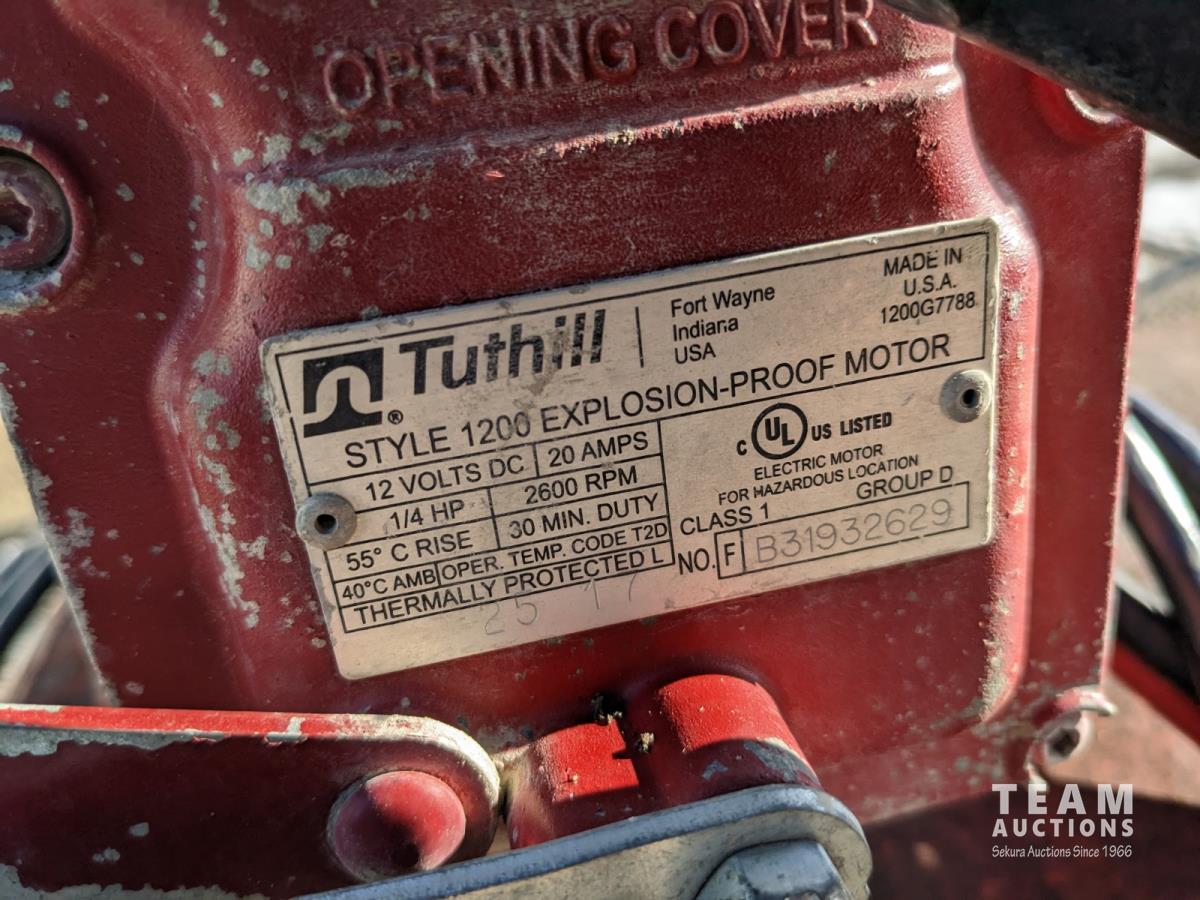 OPENING COVER
Tuthill®
Fort Wayne
Indiana
USA
MADE IN
U.S.A.
1200G7788
STYLE 1200 EXPLOSION-PROOF MOTOR
12 VOLTS DC 20 AMPS
1/4 HP 2600 RPM
55° C RISE 30 MIN. DUTY
40°C AMB OPER. TEMP. CODE T2D
THERMALLY PROTECTED L
25 17
C UL US LISTED
ELECTRIC MOTOR
FOR HAZARDOUS LOCATION
CLASS 1 GROUP D
NO. F B31932629
TEAM
AUCTIONS
Sekura Auctions Since 1966